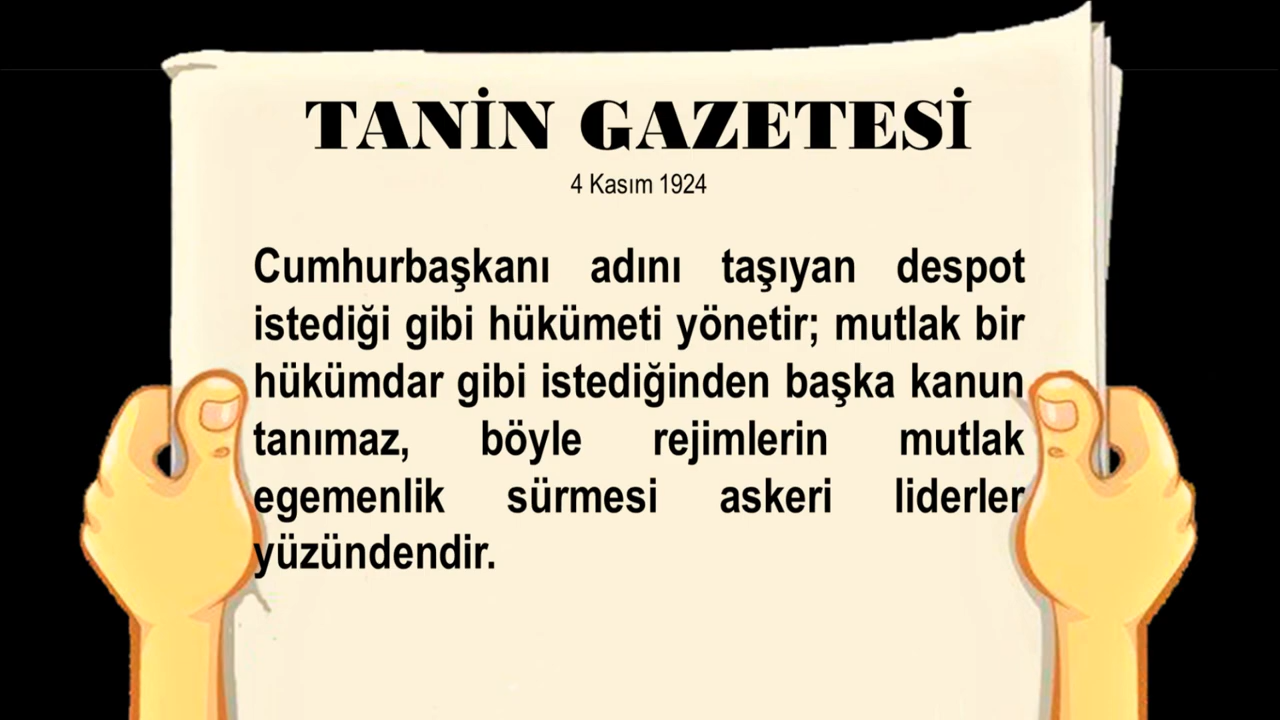 TANİN GAZETESİ
4 Kasım 1924
Cumhurbaşkanı adını taşıyan despot
istediği gibi hükümeti yönetir; mutlak bir
hükümdar gibi istediğinden başka kanun
tanımaz, böyle rejimlerin mutlak
egemenlik sürmesi askeri liderler
yüzündendir.